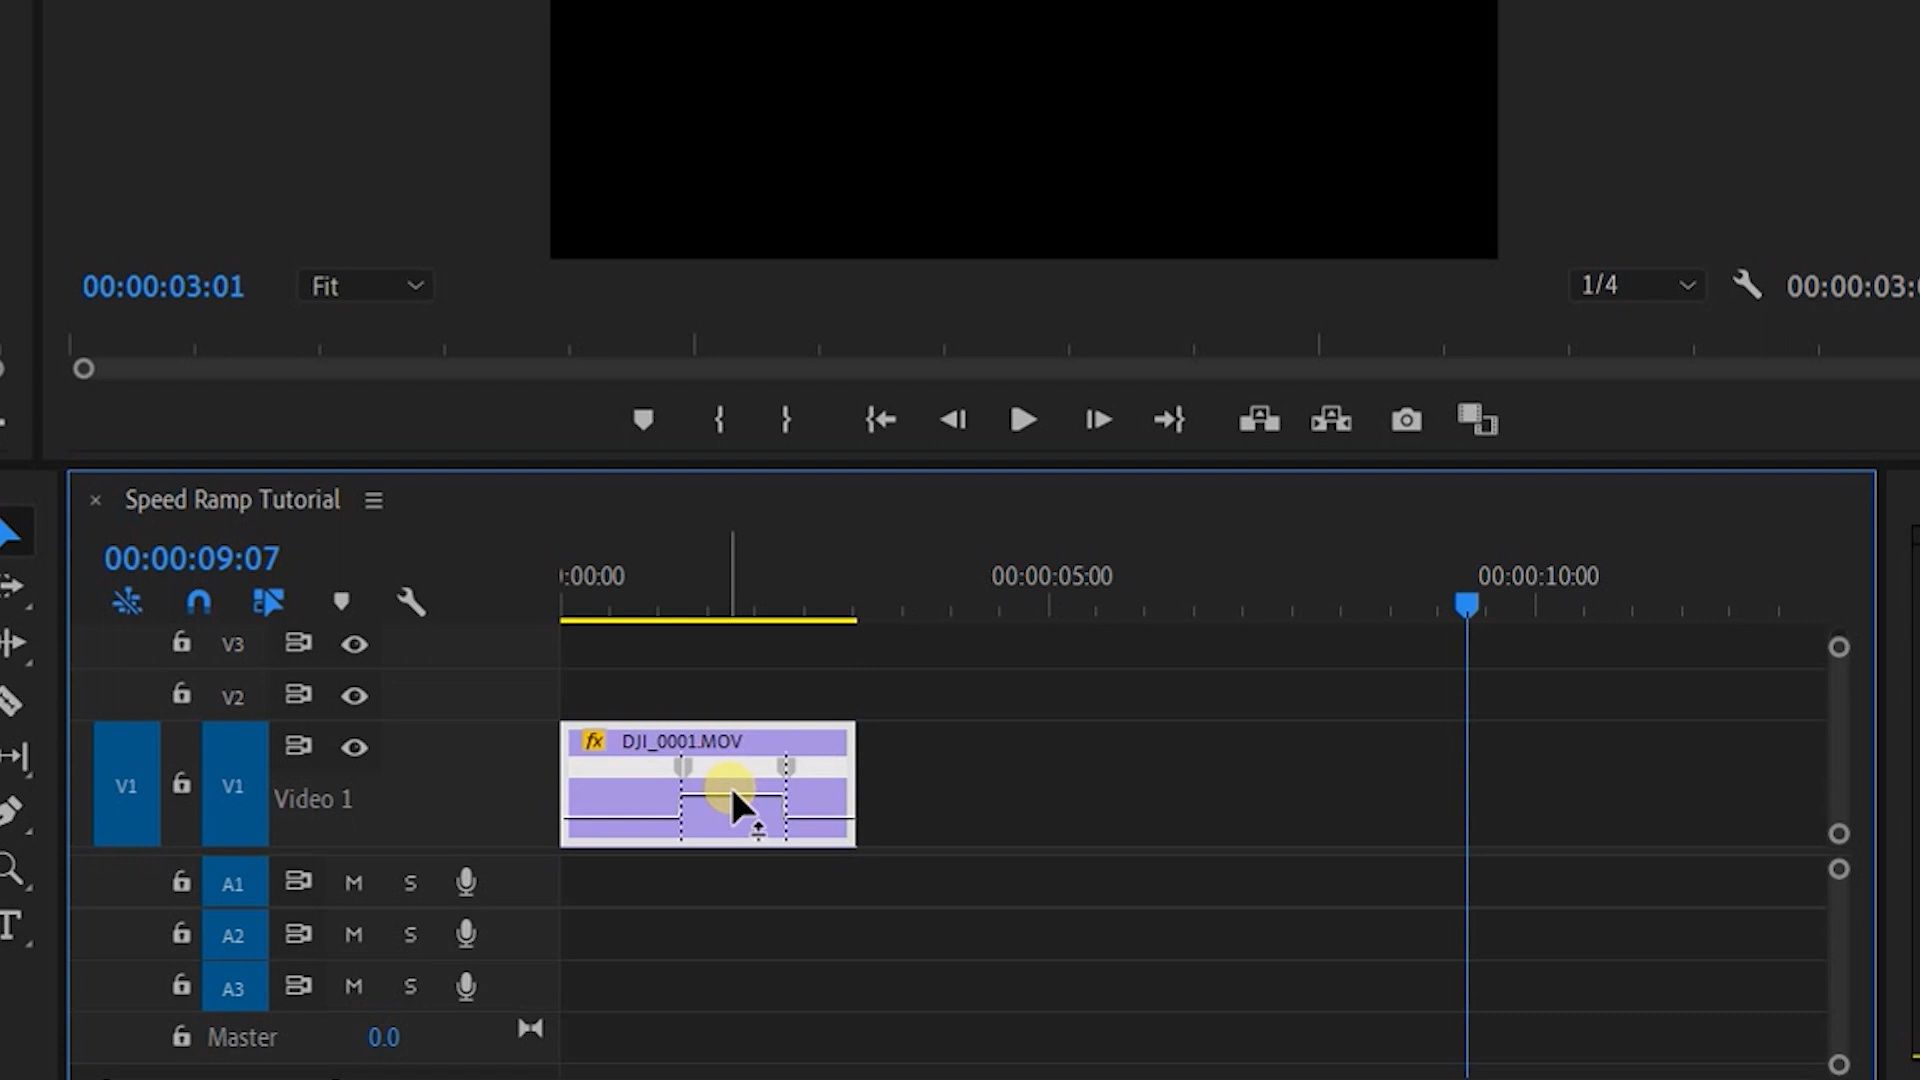 00:00:03:01 Fit 1/4 00:00:03:
Speed Ramp Tutorial
00:00:09:07
:00:00 00:00:05:00 00:00:10:00
V3
V2
fx DJI_0001.MOV
V1 V1 Video 1
A1 M S
A2 M S
A3 M S
Master 0.0